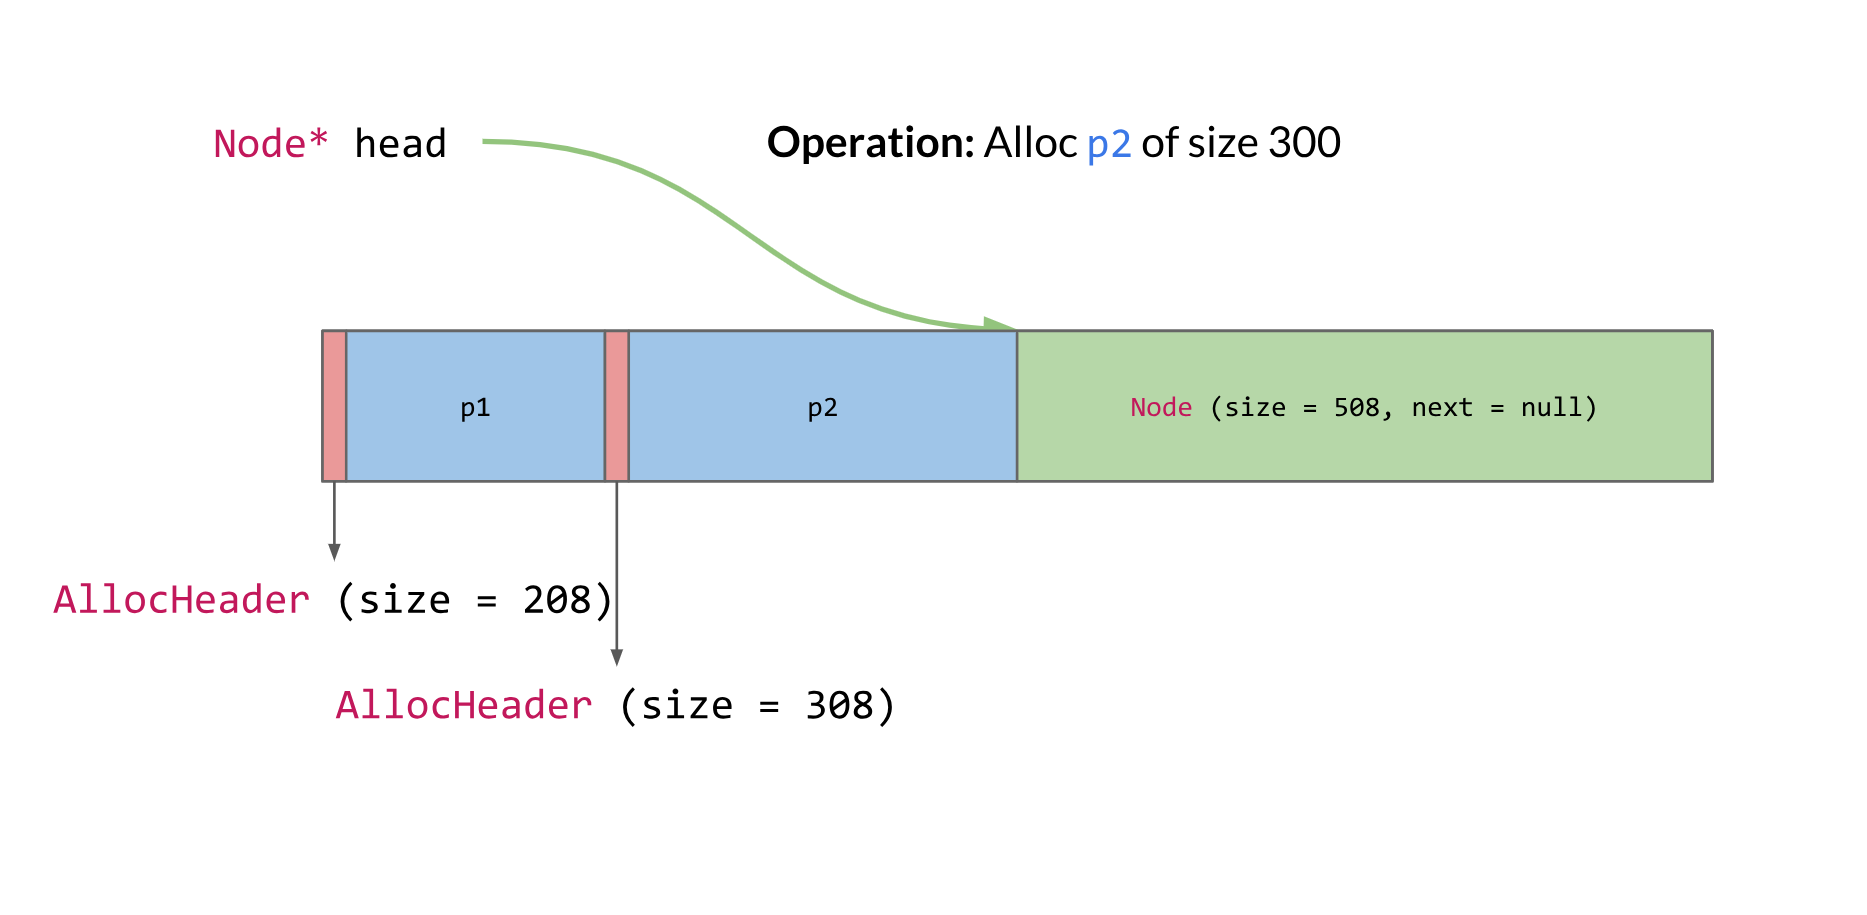 Node* head
Operation: Alloc p2 of size 300
p1
p2
Node (size = 508, next = null)
AllocHeader (size = 208)
AllocHeader (size = 308)